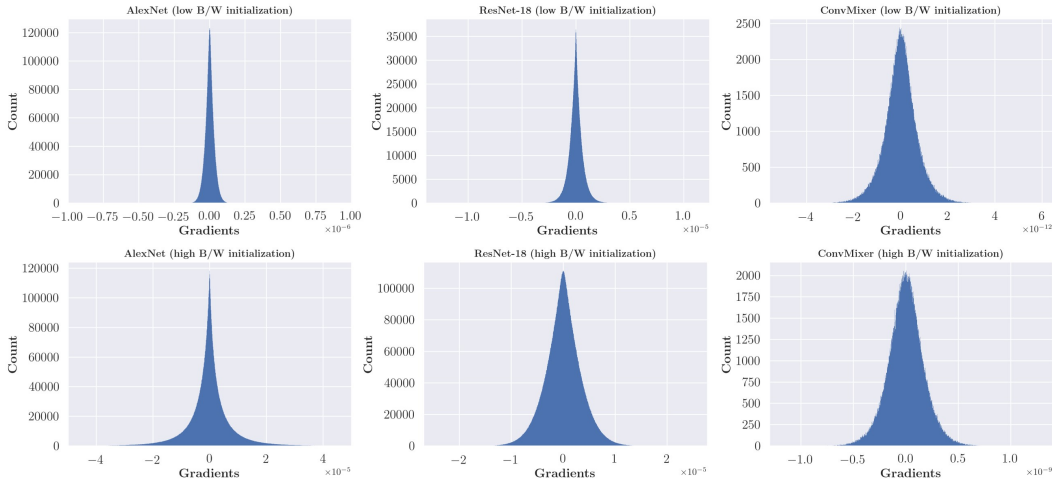 AlexNet (low B/W initialization)
120000
100000
80000
60000
40000
20000
0
Count
−1.00 −0.75 −0.50 −0.25 0.00 0.25 0.50 0.75 1.00
Gradients
×10−6
ResNet-18 (low B/W initialization)
35000
30000
25000
20000
15000
10000
5000
0
Count
−1.0 −0.5 0.0 0.5 1.0
Gradients
×10−5
ConvMixer (low B/W initialization)
2500
2000
1500
1000
500
0
Count
−4 −2 0 2 4 6
Gradients
×10−12
AlexNet (high B/W initialization)
120000
100000
80000
60000
40000
20000
0
Count
−4 −2 0 2 4
Gradients
×10−5
ResNet-18 (high B/W initialization)
100000
80000
60000
40000
20000
0
Count
−2 −1 0 1 2
Gradients
×10−5
ConvMixer (high B/W initialization)
2000
1750
1500
1250
1000
750
500
250
0
Count
−1.0 −0.5 0.0 0.5 1.0
Gradients
×10−9